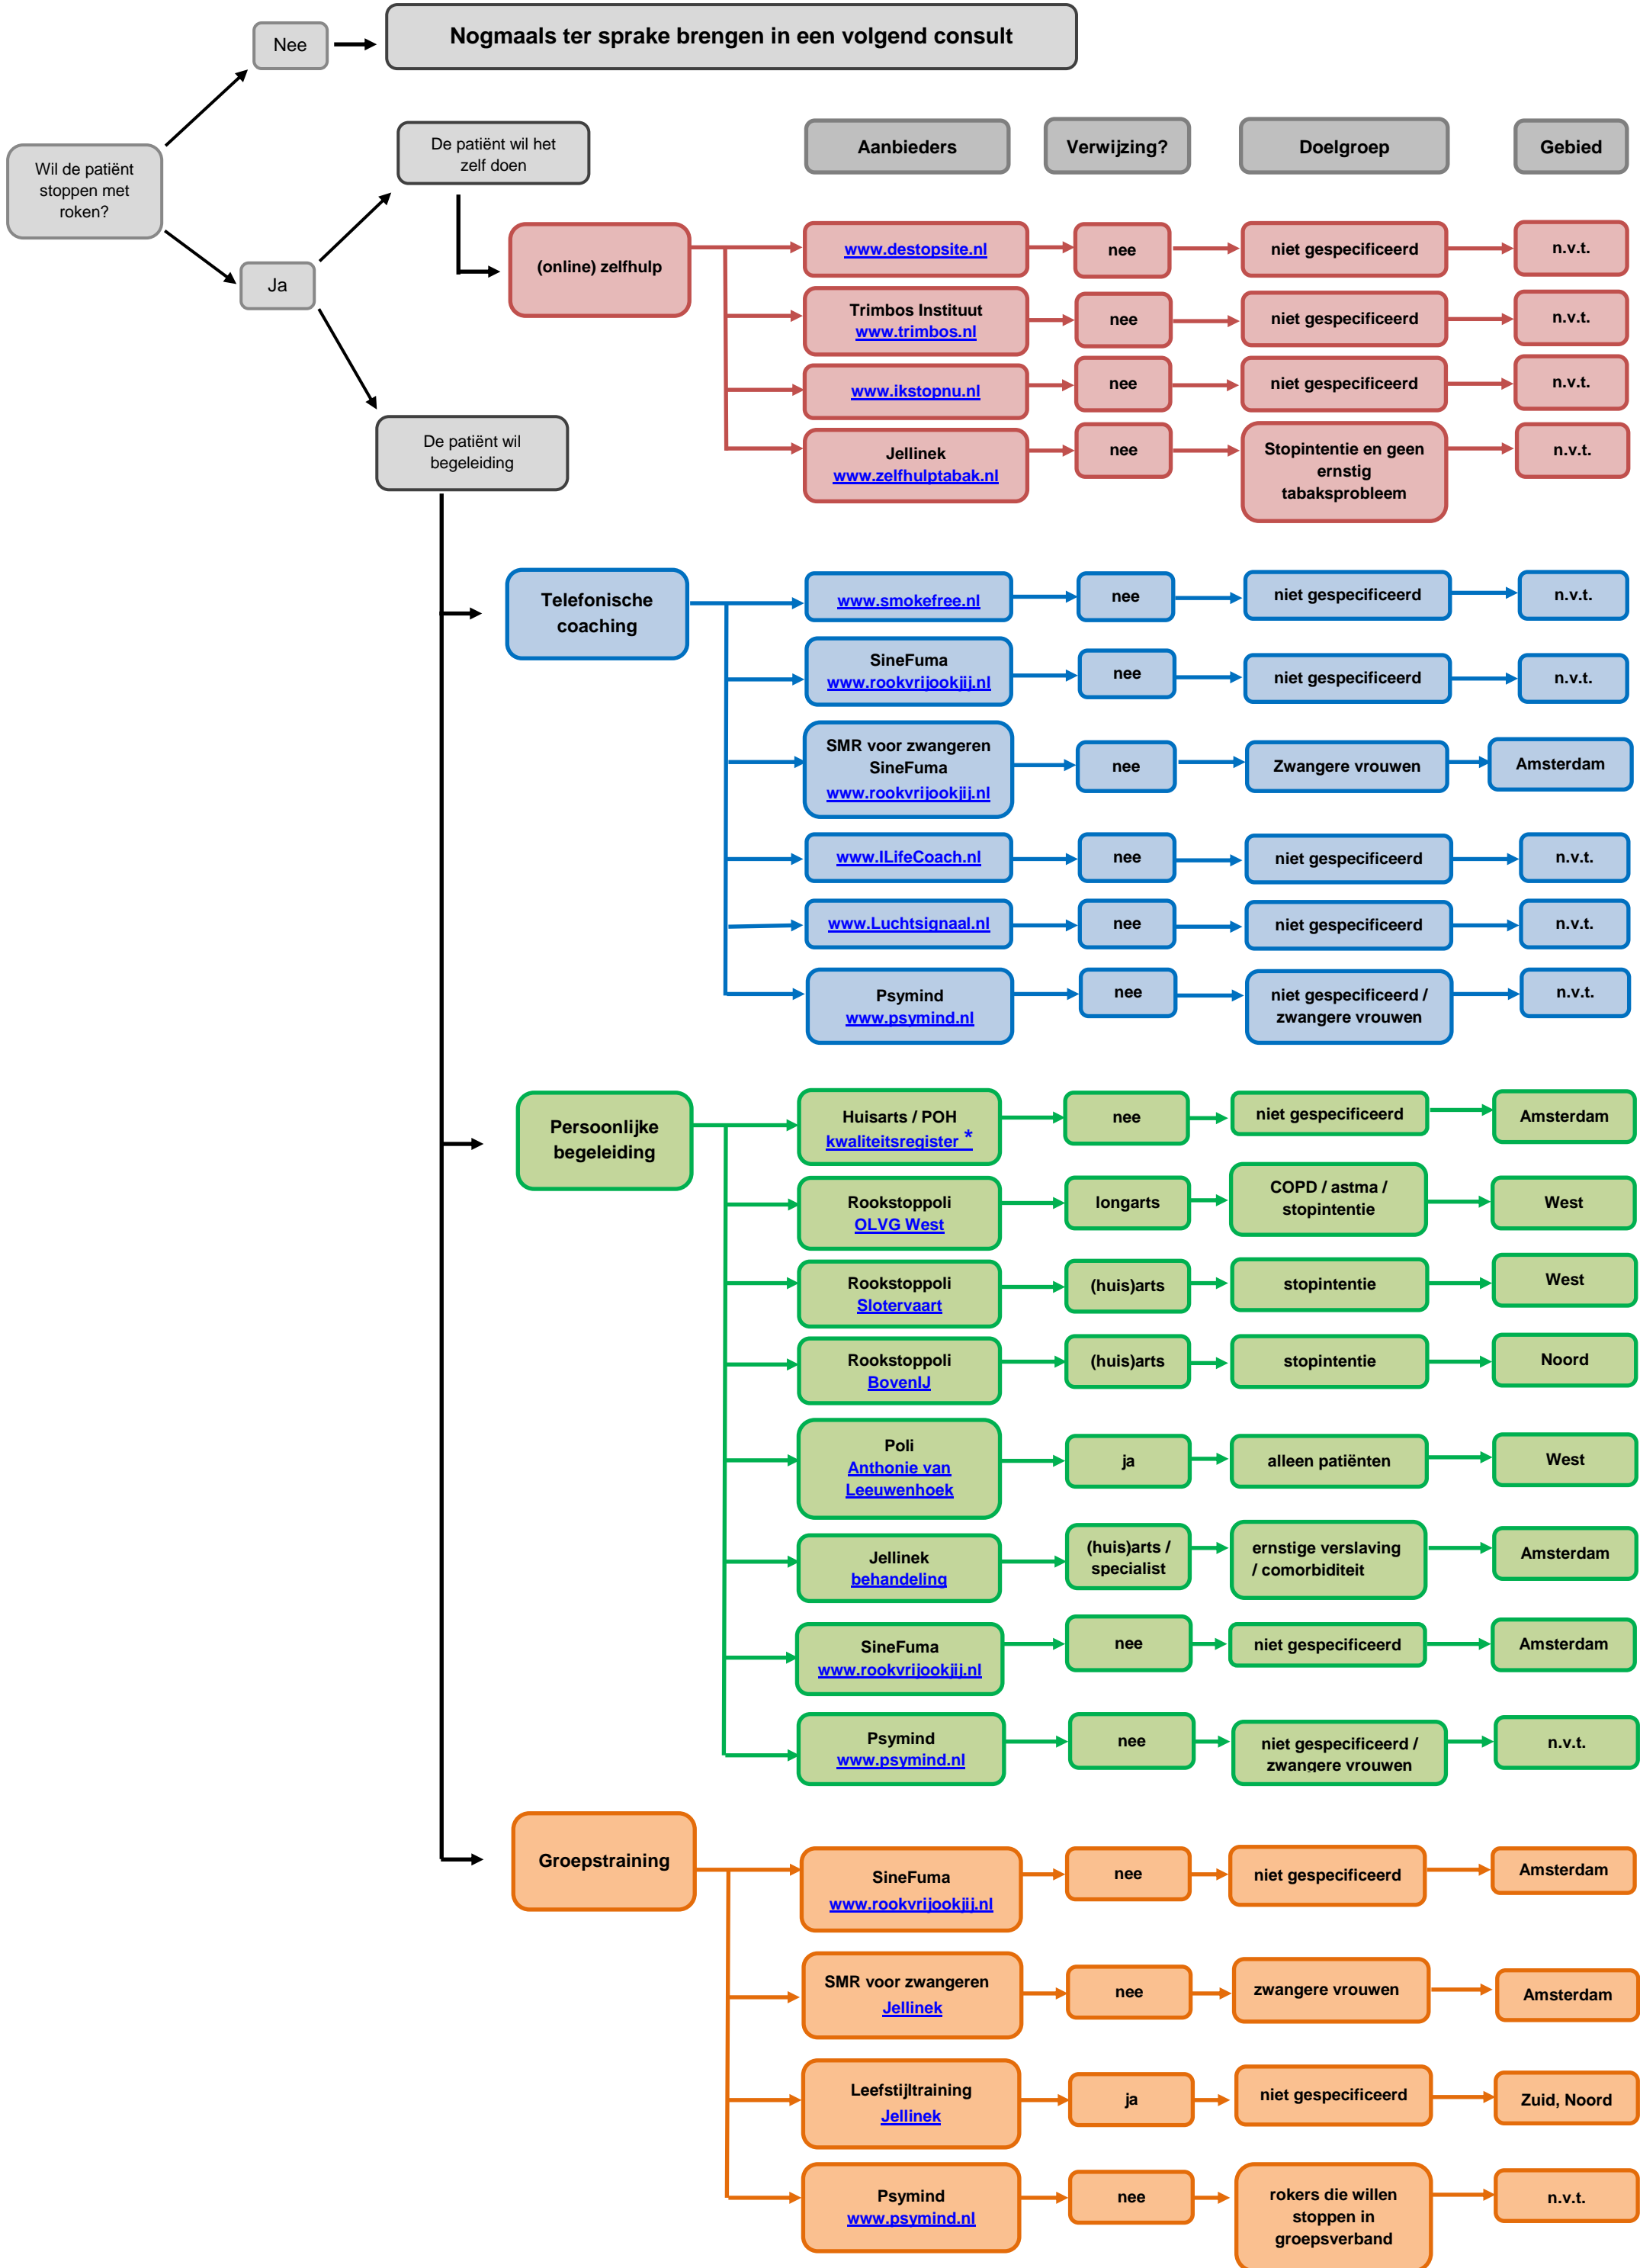 Nee
Nogmaals ter sprake brengen in een volgend consult
Wil de patiënt
stoppen met
roken?
Ja
De patiënt wil het
zelf doen
De patiënt wil
begeleiding
Aanbieders
Verwijzing?
Doelgroep
Gebied
(online) zelfhulp
www.destopsite.nl
nee
niet gespecificeerd
n.v.t.
Trimbos Instituut
www.trimbos.nl
nee
niet gespecificeerd
n.v.t.
www.ikstopnu.nl
nee
niet gespecificeerd
n.v.t.
Jellinek
www.zelfhulptabak.nl
nee
Stopintentie en geen
ernstig
tabaksprobleem
n.v.t.
Telefonische
coaching
www.smokefree.nl
nee
niet gespecificeerd
n.v.t.
SineFuma
www.rookvrijookjij.nl
nee
niet gespecificeerd
n.v.t.
SMR voor zwangeren
SineFuma
www.rookvrijookjij.nl
nee
Zwangere vrouwen
Amsterdam
www.ILifeCoach.nl
nee
niet gespecificeerd
n.v.t.
www.Luchtsignaal.nl
nee
niet gespecificeerd
n.v.t.
Psymind
www.psymind.nl
nee
niet gespecificeerd /
zwangere vrouwen
n.v.t.
Persoonlijke
begeleiding
Huisarts / POH
kwaliteitsregister *
nee
niet gespecificeerd
Amsterdam
Rookstoppoli
OLVG West
longarts
COPD / astma /
stopintentie
West
Rookstoppoli
Slotervaart
(huis)arts
stopintentie
West
Rookstoppoli
BovenIJ
(huis)arts
stopintentie
Noord
Poli
Anthonie van
Leeuwenhoek
ja
alleen patiënten
West
Jellinek
behandeling
(huis)arts /
specialist
ernstige verslaving
/ comorbiditeit
Amsterdam
SineFuma
www.rookvrijookjij.nl
nee
niet gespecificeerd
Amsterdam
Psymind
www.psymind.nl
nee
niet gespecificeerd /
zwangere vrouwen
n.v.t.
Groepstraining
SineFuma
www.rookvrijookjij.nl
nee
niet gespecificeerd
Amsterdam
SMR voor zwangeren
Jellinek
nee
zwangere vrouwen
Amsterdam
Leefstijltraining
Jellinek
ja
niet gespecificeerd
Zuid, Noord
Psymind
www.psymind.nl
nee
rokers die willen
stoppen in
groepsverband
n.v.t.